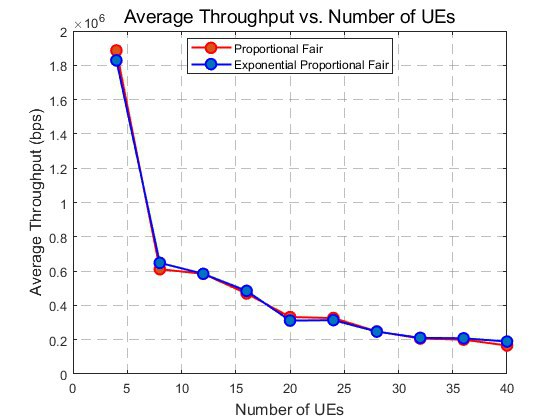 Average Throughput vs. Number of UEs
×10⁶
Proportional Fair
Exponential Proportional Fair
2
1.8
1.6
1.4
1.2
1
0.8
0.6
0.4
0.2
0
Average Throughput (bps)
0 5 10 15 20 25 30 35 40
Number of UEs